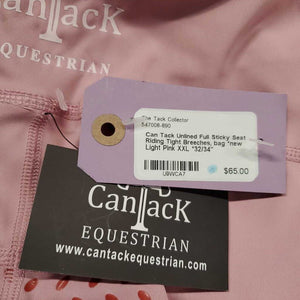 CanTack
EQUESTRIAN
The Tack Collector
547008-890
Can Tack Unlined Full Sticky Seat
Riding Tight Breeches, bag *new
Light Pink XXL "32/34"
U9WCA7
$65.00
CanTack
EQUESTRIAN
www.cantackequestrian.com